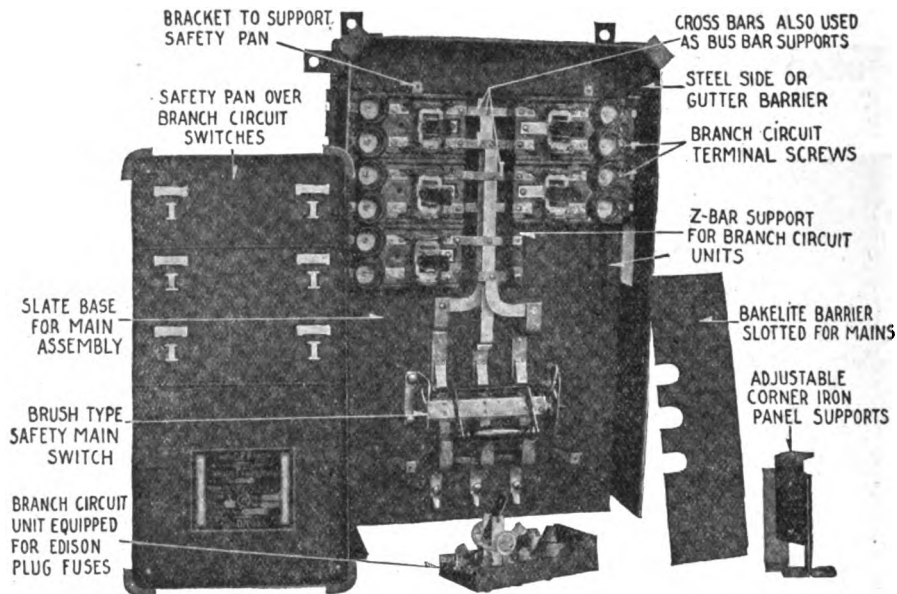 BRACKET TO SUPPORT
SAFETY PAN
SAFETY PAN OVER
BRANCH CIRCUIT
SWITCHES
SLATE BASE
FOR MAIN
ASSEMBLY
BRUSH TYPE
SAFETY MAIN
SWITCH
BRANCH CIRCUIT
UNIT EQUIPPED
FOR EDISON
PLUG FUSES
CROSS BARS ALSO USED
AS BUS BAR SUPPORTS
STEEL SIDE OR
GUTTER BARRIER
BRANCH CIRCUIT
TERMINAL SCREWS
Z-BAR SUPPORT
FOR BRANCH CIRCUIT
UNITS
BAKELITE BARRIER
SLOTTED FOR MAINS
ADJUSTABLE
CORNER IRON
PANEL SUPPORTS